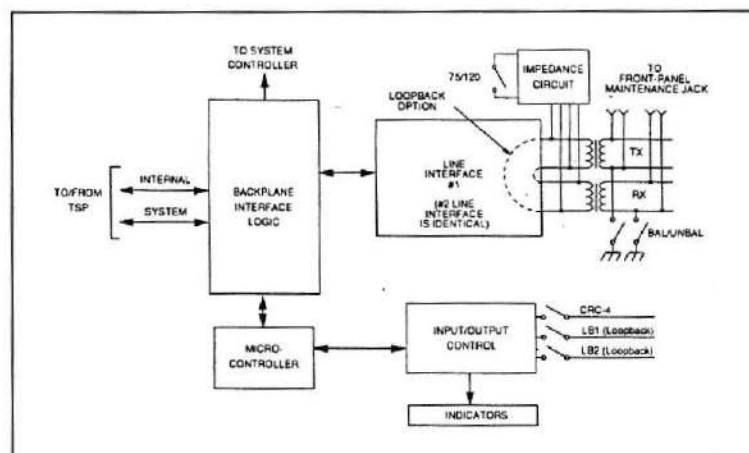 TO SYSTEM
CONTROLLER
75/120
IMPEDANCE
CIRCUIT
TO
FRONT-PANEL
MAINTENANCE JACK
LOOPBACK
OPTION
TO/FROM
TSP
INTERNAL
SYSTEM
BACKPLANE
INTERFACE
LOGIC
LINE
INTERFACE
#1
(#2 LINE
INTERFACE
IS IDENTICAL)
TX
RX
BAL/UNBAL
MICRO-
CONTROLLER
INPUT/OUTPUT
CONTROL
CRC-4
LB1 (Loopback)
LB2 (Loopback)
INDICATORS